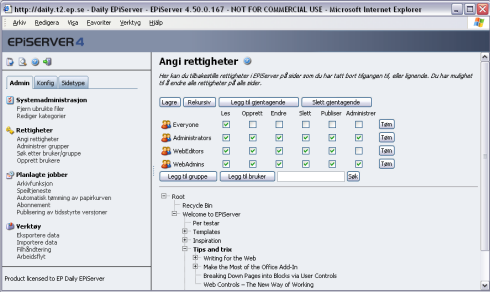 http://daily.t2.ep.se - Daily EPiServer - EPiServer 4.50.0.167 - NOT FOR COMMERCIAL USE - Microsoft Internet Explorer
Arkiv Redigera Visa Favoriter Verktyg Hjälp
EPiSERVER 4
Admin Konfig Sidetype
Systemadministrasjon
Fjern ubrukte filer
Rediger kategorier
Rettigheter
Angi rettigheter
Administrer grupper
Søk etter bruker/gruppe
Opprett brukere
Planlagte jobber
Arkivfunksjon
Speiltjeneste
Automatisk tømming av papirkurven
Abonnement
Publisering av tidsstyrte versjoner
Verktøy
Eksportere data
Importere data
Filhåndtering
Arbeidsflyt
Product licensed to EP Daily EPiServer
Angi rettigheter
Her kan du tilbakestille rettigheter i EPiServer på sider som du har tatt bort tilgangen til, eller lignende. Du har mulighet
til å endre alle rettigheter på alle sider.
Lagre Rekursiv Legg til gjentagende Slett gjentagende
Les Opprett Endre Slett Publiser Administrer
Everyone Tøm
Administrators Tøm
WebEditors Tøm
WebAdmins Tøm
Legg til gruppe Legg til bruker Søk
Root
Recycle Bin
Welcome to EPiServer
Per testar
Templates
Inspiration
Tips and trix
Writing for the Web
Make the Most of the Office Add-In
Breaking Down Pages into Blocks via User Controls
Web Controls – The New Way of Working